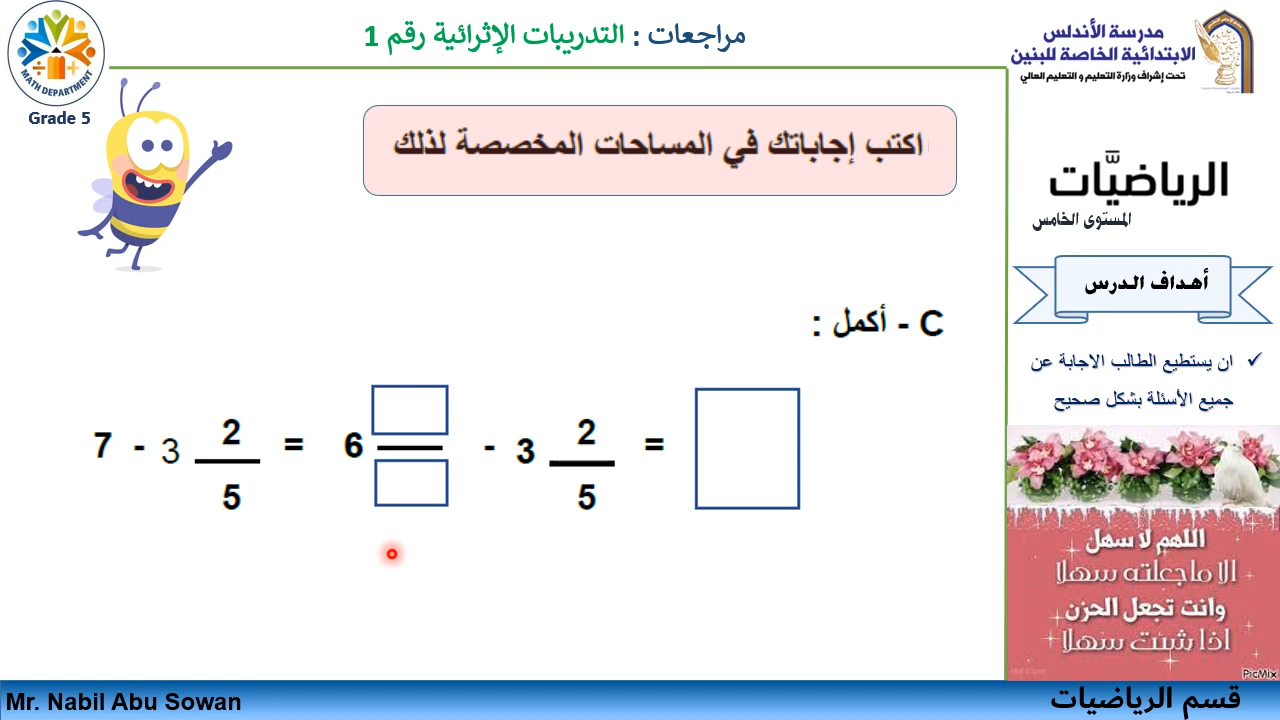 MATH DEPARTMENT
Grade 5
مراجعات : التدريبات الإثرائية رقم 1
مدرسة الأندلس
الابتدائية الخاصة للبنين
تحت إشراف وزارة التعليم و التعليم العالي
اكتب إجاباتك في المساحات المخصصة لذلك
الرياضيَّات
المستوى الخامس
أهداف الدرس
✓ ان يستطيع الطالب الاجابة عن
جميع الأسئلة بشكل صحيح
C - أكمل :
7 - 3 2/5 = 6 □/□ - 3 2/5 = □
اللهم لا سهل
الا ماجعلته سهلا
وانت تجعل الحزن
اذا شئت سهلا
PicMix
Mr. Nabil Abu Sowan
قسم الرياضيات